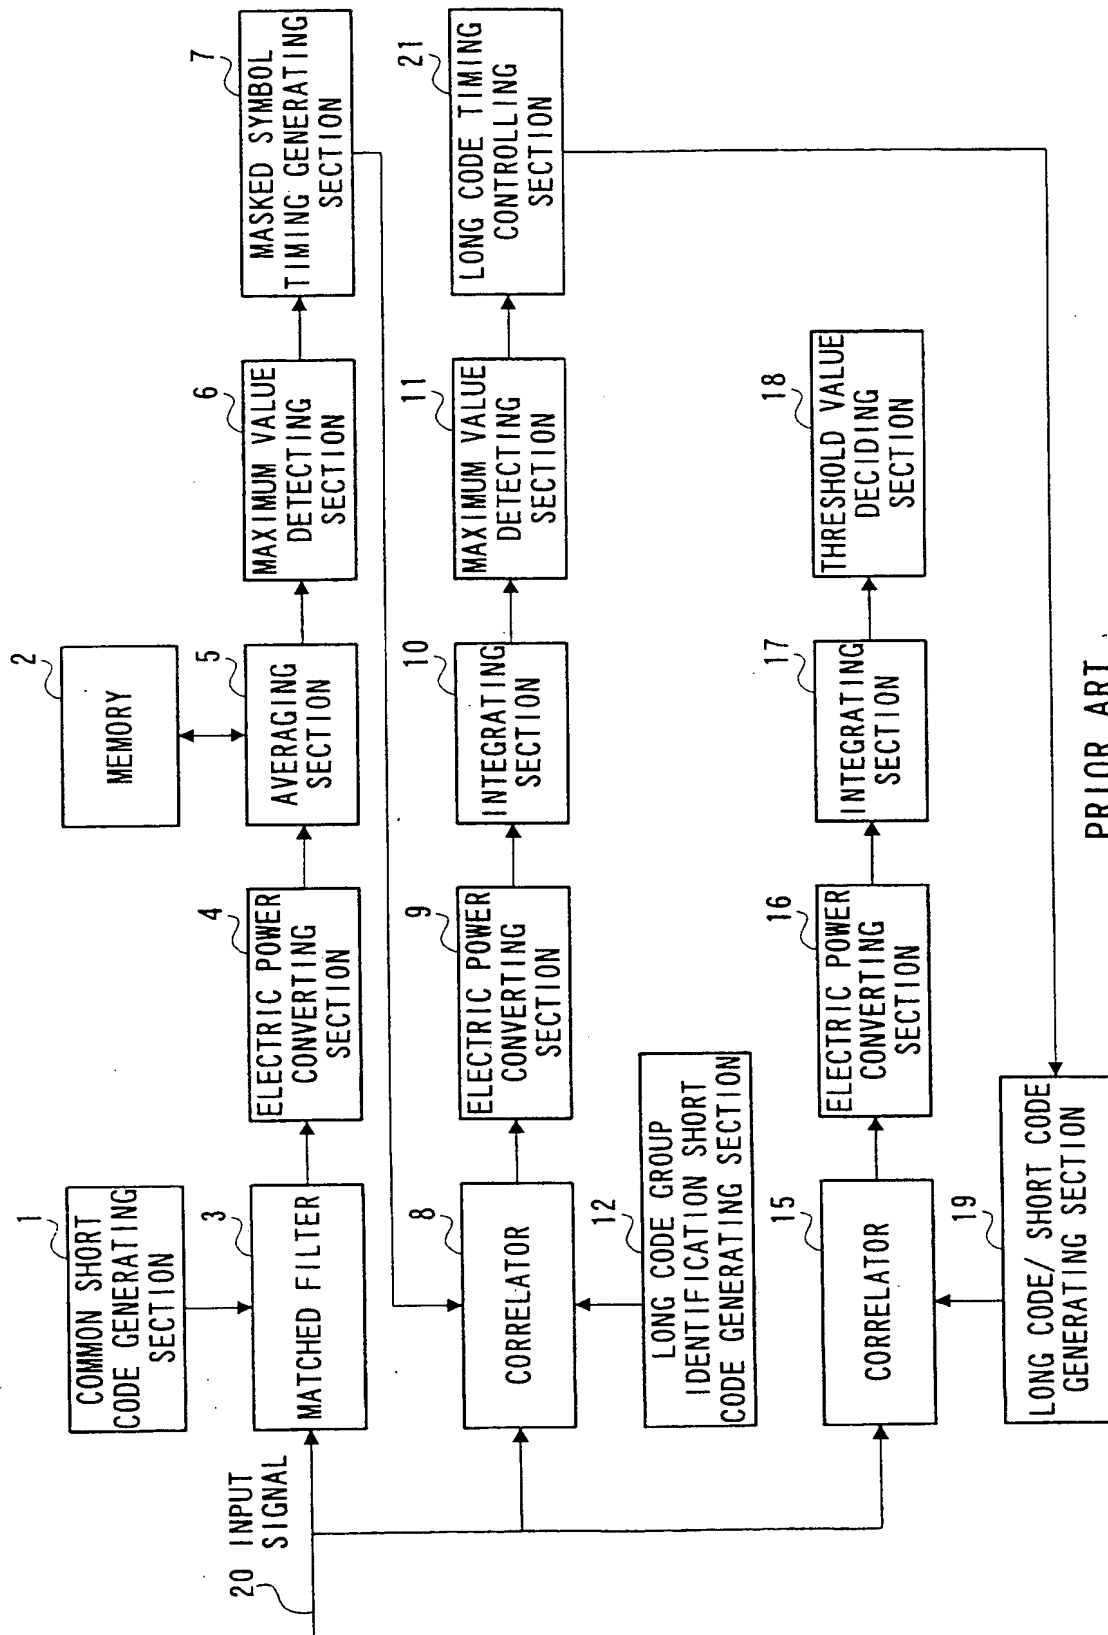 1
COMMON SHORT
CODE GENERATING
SECTION
2
MEMORY
20 INPUT
SIGNAL
3
MATCHED FILTER
4
ELECTRIC POWER
CONVERTING
SECTION
5
AVERAGING
SECTION
6
MAXIMUM VALUE
DETECTING
SECTION
7
MASKED SYMBOL
TIMING GENERATING
SECTION
8
CORRELATOR
9
ELECTRIC POWER
CONVERTING
SECTION
10
INTEGRATING
SECTION
11
MAXIMUM VALUE
DETECTING
SECTION
21
LONG CODE TIMING
CONTROLLING
SECTION
12
LONG CODE GROUP
IDENTIFICATION SHORT
CODE GENERATING SECTION
15
CORRELATOR
16
ELECTRIC POWER
CONVERTING
SECTION
17
INTEGRATING
SECTION
18
THRESHOLD VALUE
DECIDING
SECTION
19
LONG CODE/ SHORT CODE
GENERATING SECTION
PRIOR ART